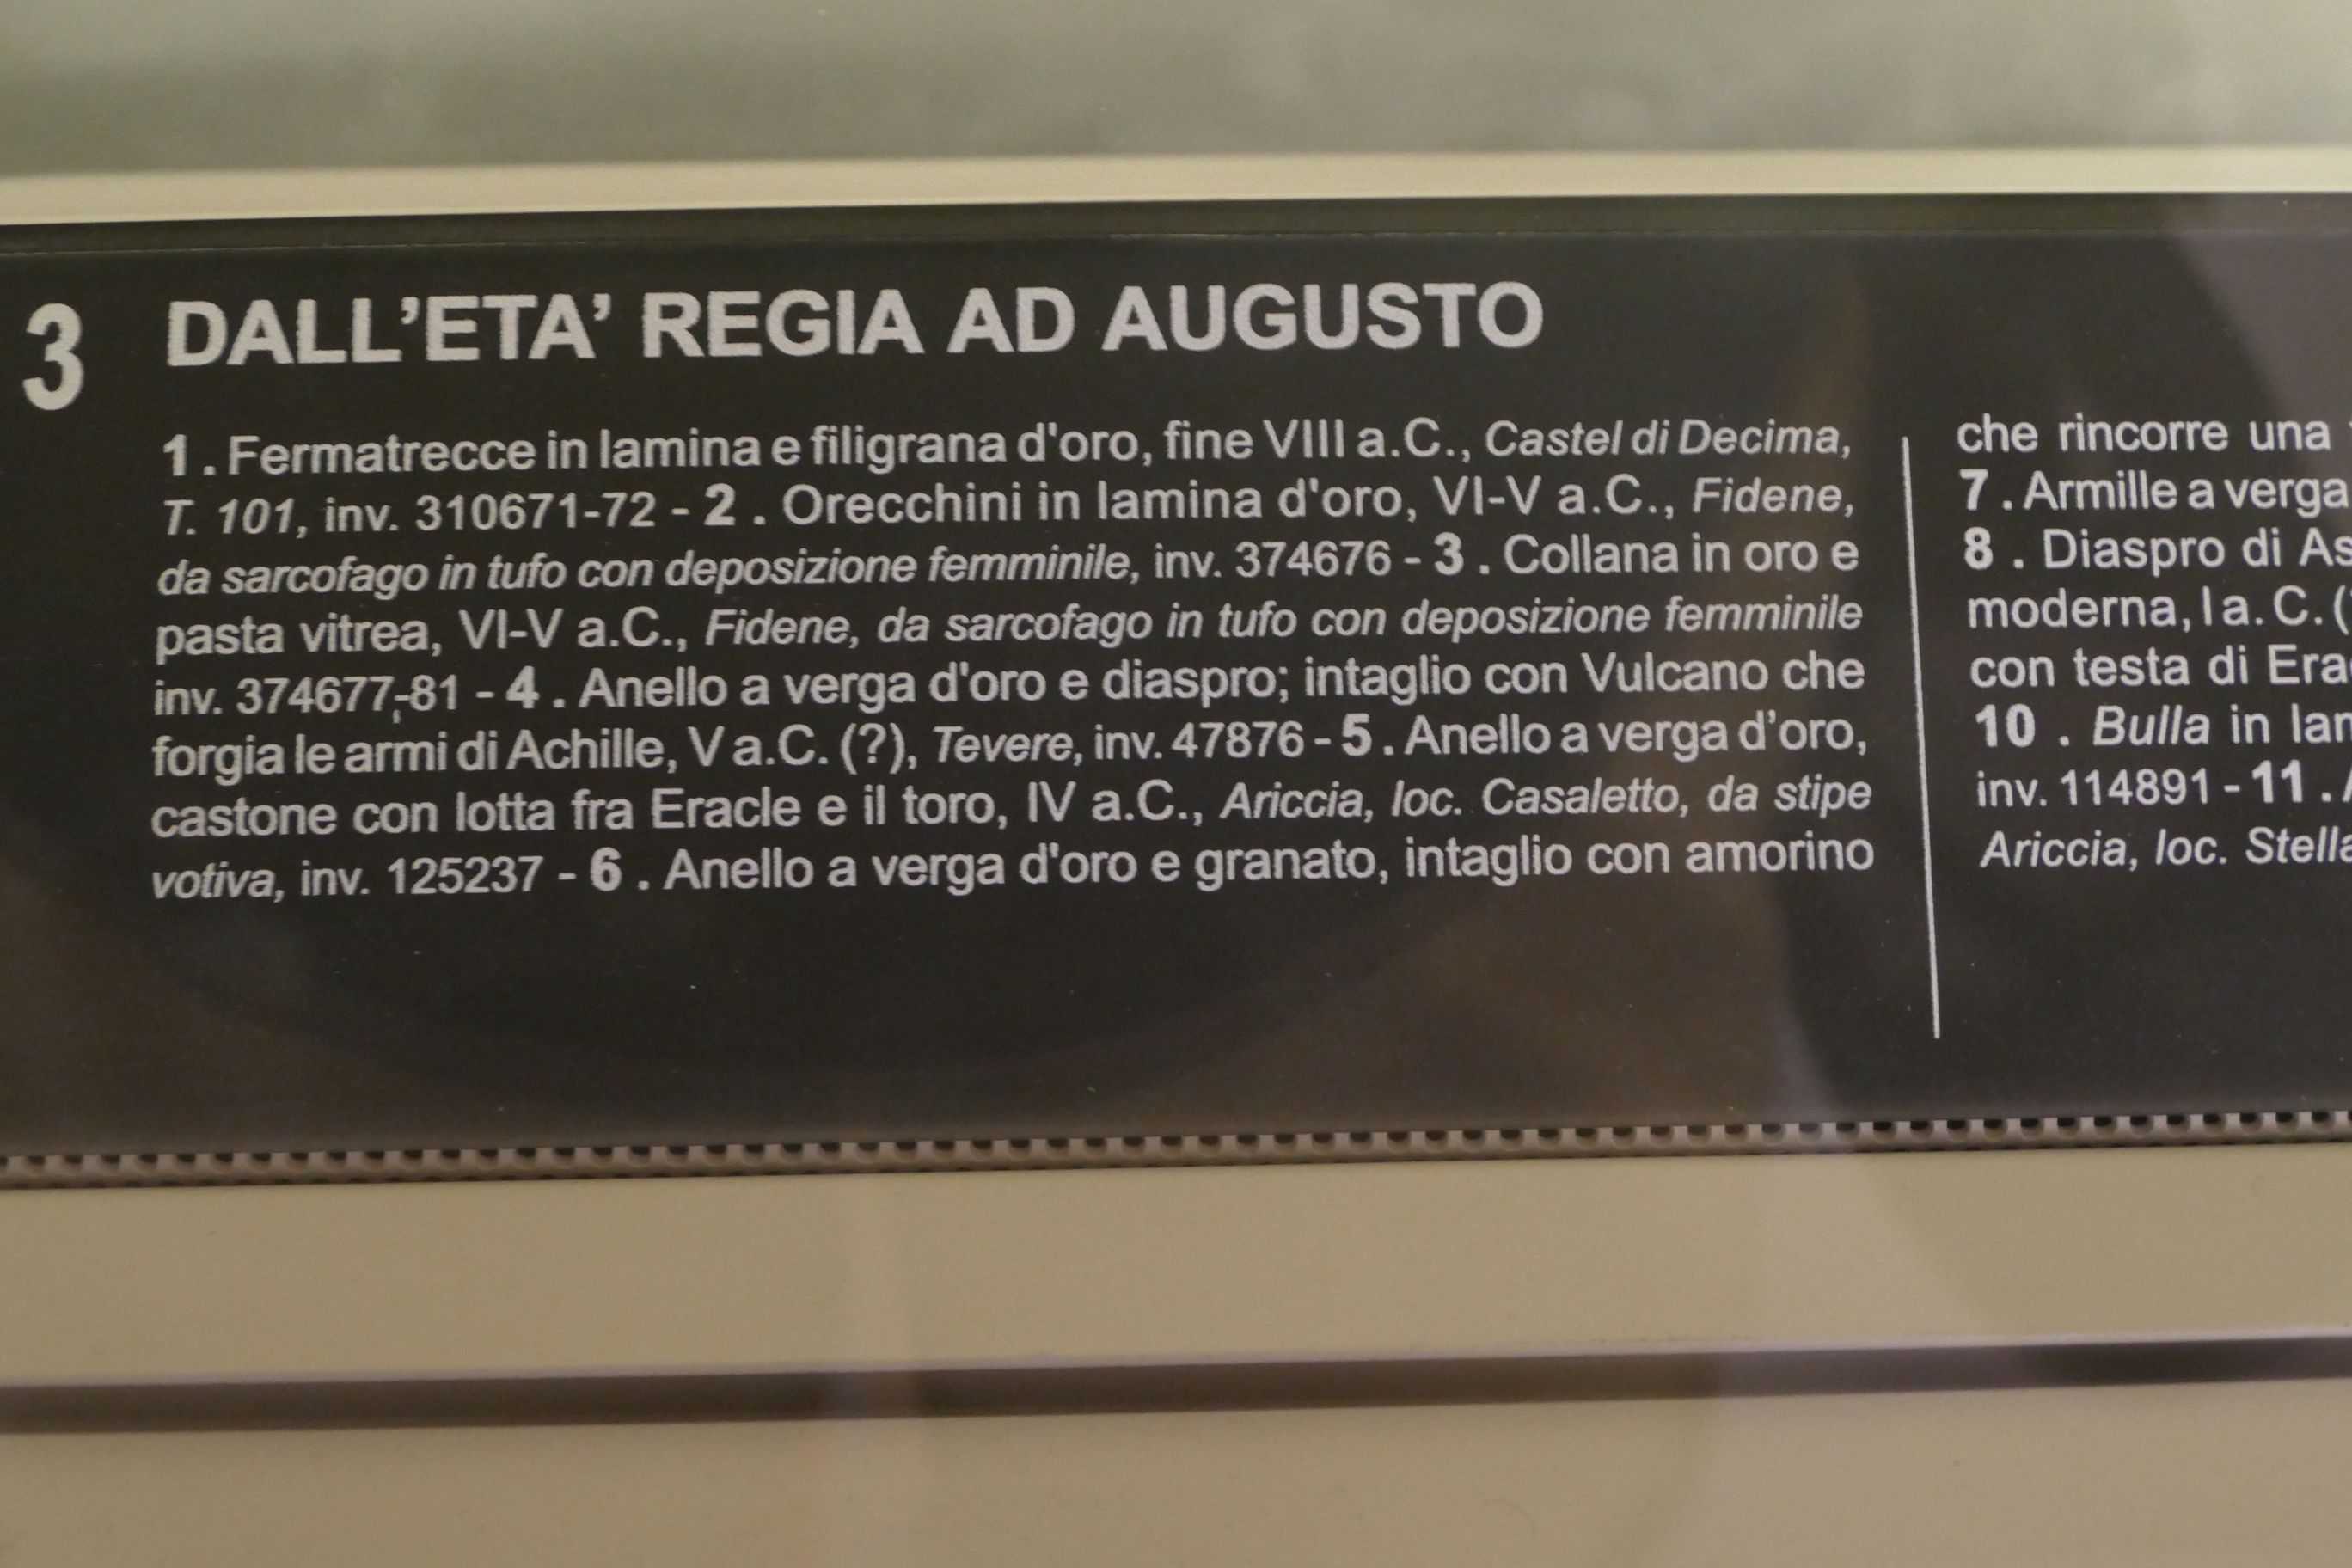 3 DALL'ETA' REGIA AD AUGUSTO
1 . Fermatrecce in lamina e filigrana d'oro, fine VIII a.C., Castel di Decima,
T. 101, inv. 310671-72 - 2 . Orecchini in lamina d'oro, VI-V a.C., Fidene,
da sarcofago in tufo con deposizione femminile, inv. 374676 - 3 . Collana in oro e
pasta vitrea, VI-V a.C., Fidene, da sarcofago in tufo con deposizione femminile
inv. 374677,-81 - 4 . Anello a verga d'oro e diaspro; intaglio con Vulcano che
forgia le armi di Achille, V a.C. (?), Tevere, inv. 47876 - 5 . Anello a verga d'oro,
castone con lotta fra Eracle e il toro, IV a.C., Ariccia, loc. Casaletto, da stipe
votiva, inv. 125237 - 6 . Anello a verga d'oro e granato, intaglio con amorino
che rincorre una
7 . Armille a verga
8 . Diaspro di
moderna, I a. C.
con testa di
10 . Bulla in
inv. 114891 - 11 .
Ariccia, loc.